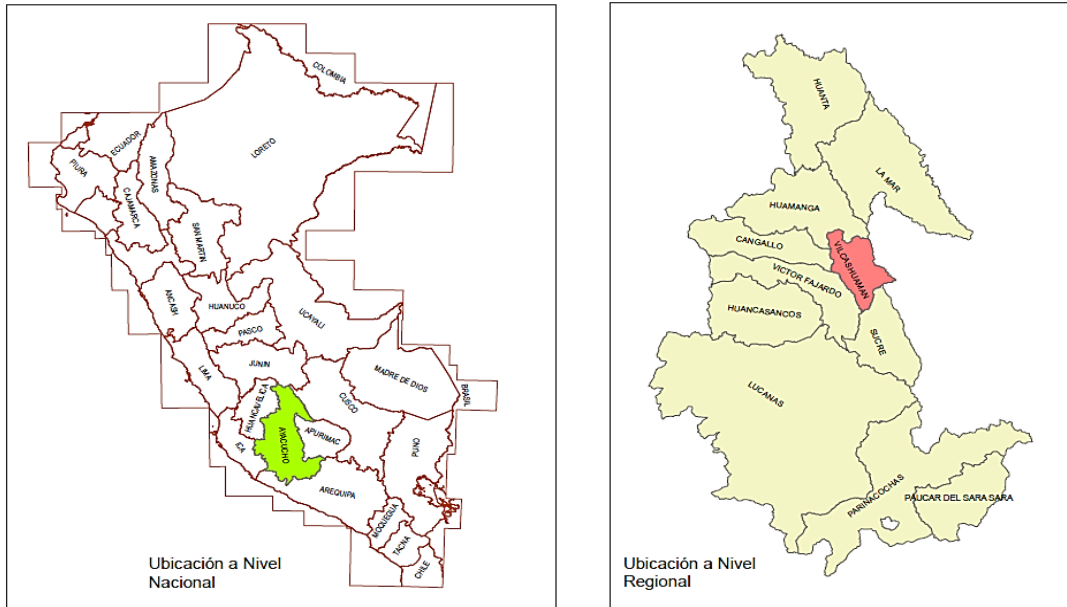 COLOMBIA
ECUADOR
LORETO
PIURA
AMAZONAS
CAJAMARCA
SAN MARTIN
ANCASH
HUANUCO
UCAYALI
PASCO
LIMA
JUNIN
MADRE DE DIOS
BRASIL
HUANCAVELICA
CUSCO
ICA
AYACUCHO
APURIMAC
PUNO
AREQUIPA
MOQUEGUA
TACNA
CHILE
Ubicación a Nivel
Nacional
HUANTA
LA MAR
HUAMANGA
CANGALLO
VILCASHUAMAN
VICTOR FAJARDO
HUANCASANCOS
SUCRE
LUCANAS
PARINACOCHAS
PAUCAR DEL SARA SARA
Ubicación a Nivel
Regional